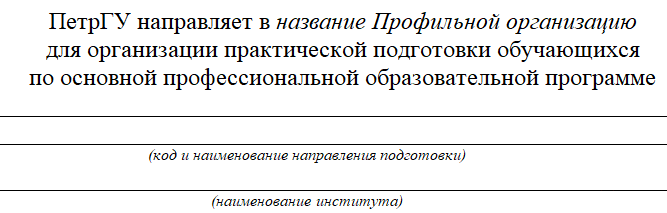 ПетрГУ направляет в название Профильной организацию
для организации практической подготовки обучающихся
по основной профессиональной образовательной программе
(код и наименование направления подготовки)
(наименование института)